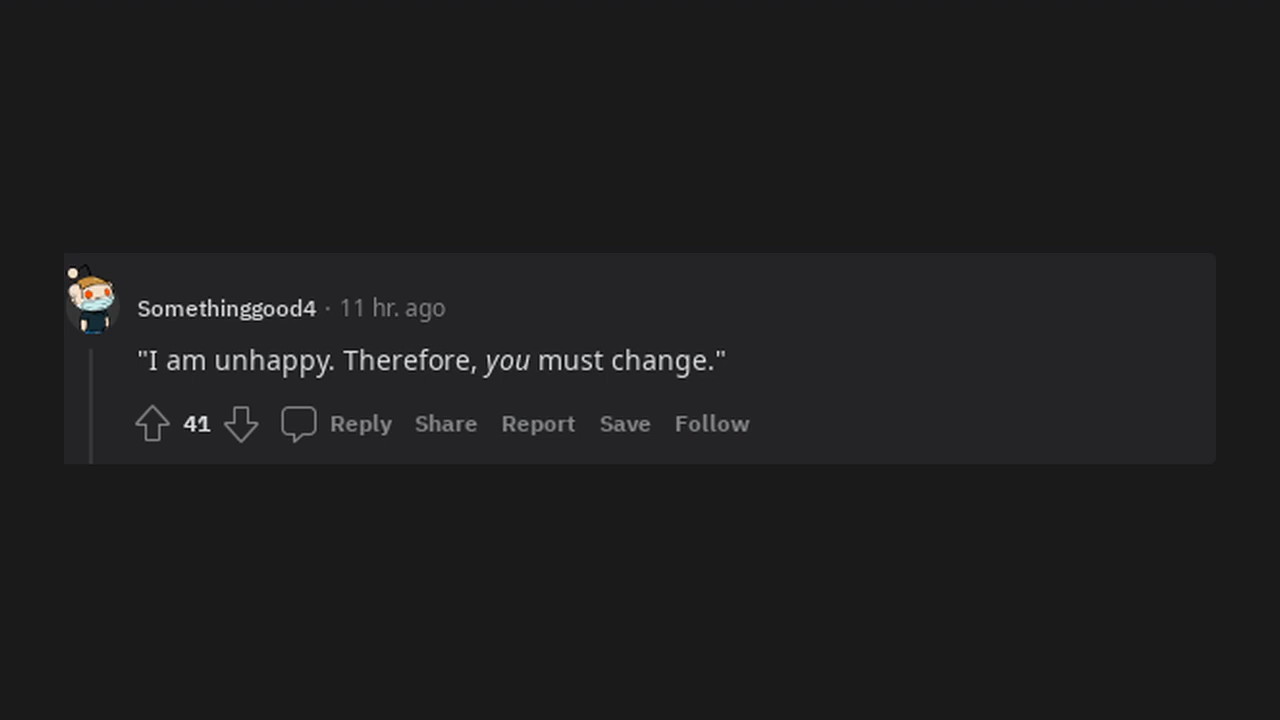 Somethinggood4 · 11 hr. ago
"I am unhappy. Therefore, you must change."
41 Reply Share Report Save Follow